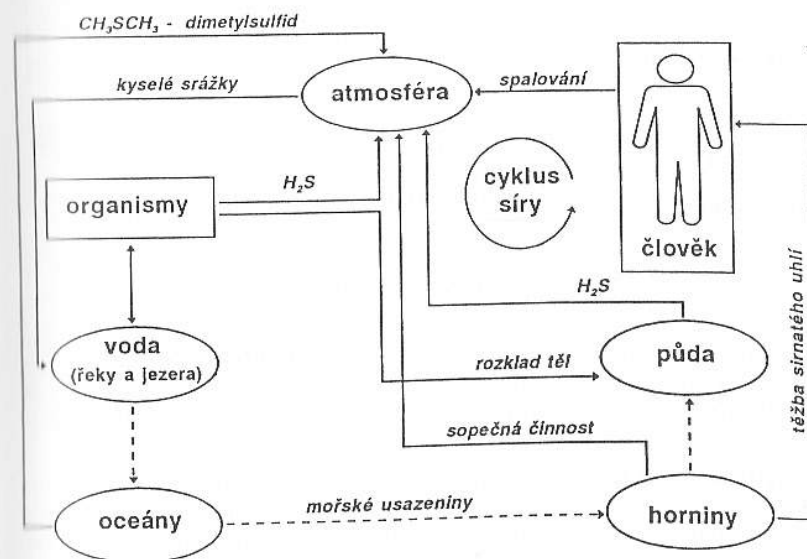 CH₃SCH₃ - dimetylsulfid
kyselé srážky
atmosféra
spalování
H₂S
organismy
cyklus
síry
člověk
H₂S
voda
(řeky a jezera)
rozklad těl
půda
těžba sirnatého uhlí
sopečná činnost
oceány
mořské usazeniny
horniny